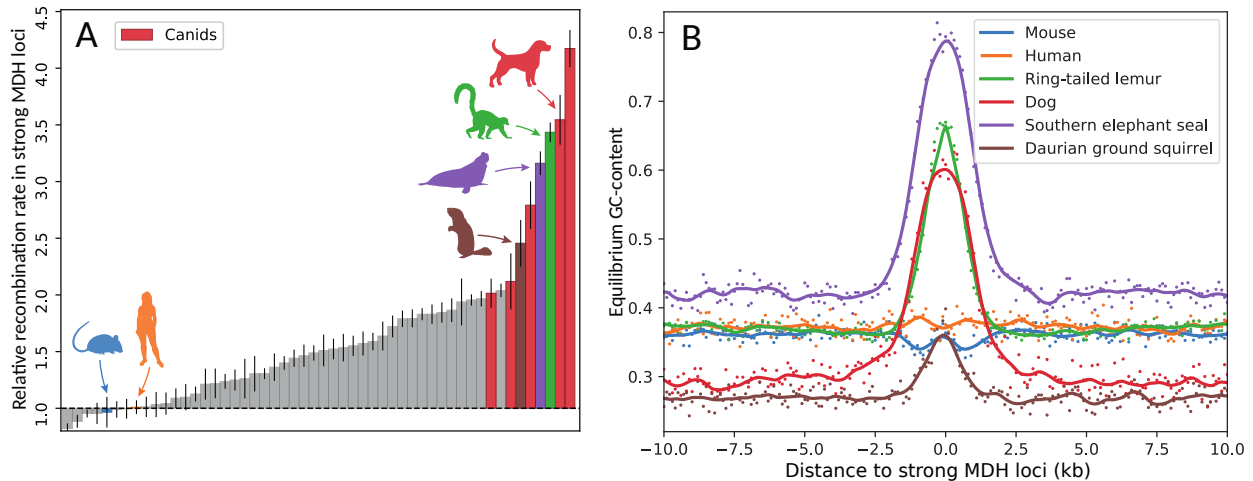 A
Canids
Relative recombination rate in strong MDH loci
4.5
4.0
3.5
3.0
2.5
2.0
1.5
1.0
B
Mouse
Human
Ring-tailed lemur
Dog
Southern elephant seal
Daurian ground squirrel
Equilibrium GC-content
0.8
0.7
0.6
0.5
0.4
0.3
−10.0 −7.5 −5.0 −2.5 0.0 2.5 5.0 7.5 10.0
Distance to strong MDH loci (kb)